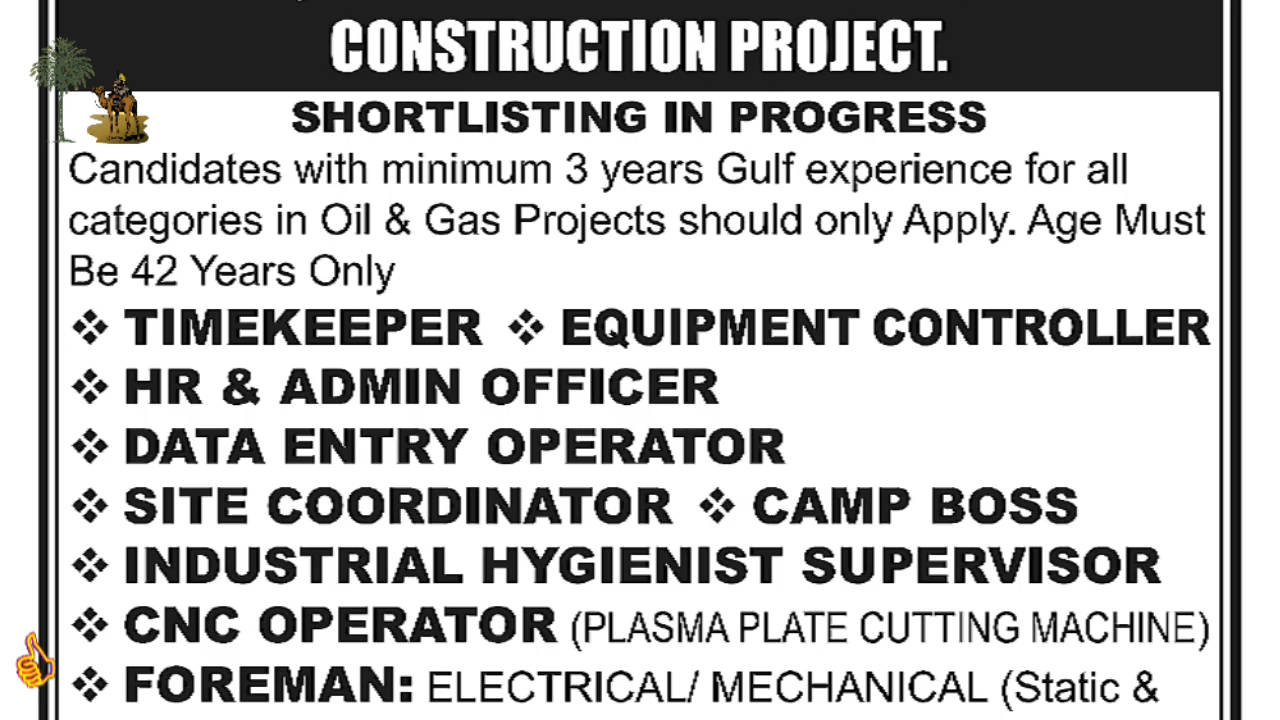 CONSTRUCTION PROJECT.
SHORTLISTING IN PROGRESS
Candidates with minimum 3 years Gulf experience for all
categories in Oil & Gas Projects should only Apply. Age Must
Be 42 Years Only
❖ TIMEKEEPER ❖ EQUIPMENT CONTROLLER
❖ HR & ADMIN OFFICER
❖ DATA ENTRY OPERATOR
❖ SITE COORDINATOR ❖ CAMP BOSS
❖ INDUSTRIAL HYGIENIST SUPERVISOR
❖ CNC OPERATOR (PLASMA PLATE CUTTING MACHINE)
❖ FOREMAN: ELECTRICAL/ MECHANICAL (Static &